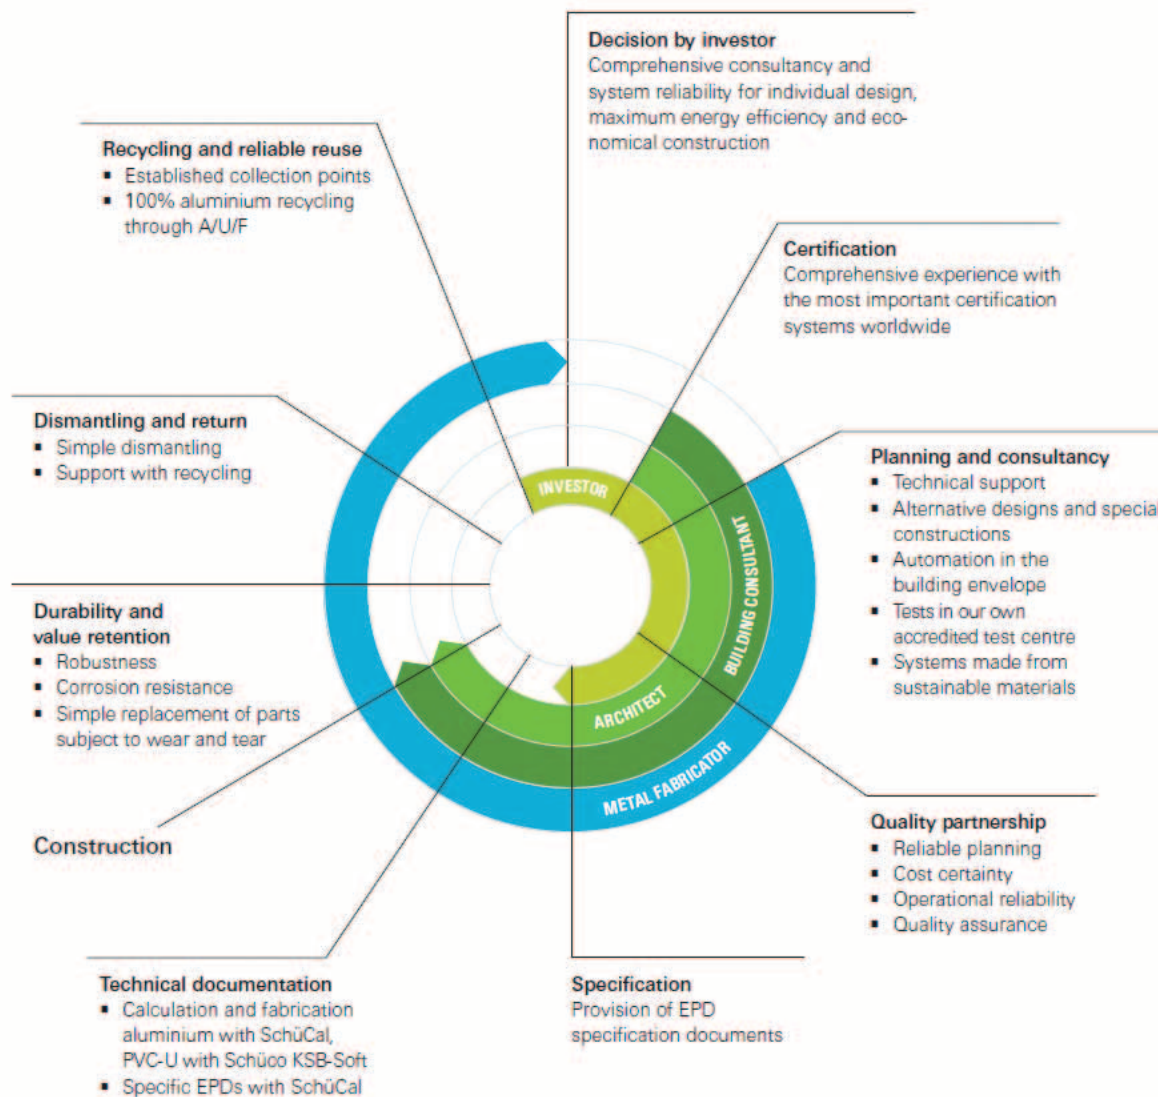 Decision by investor
Comprehensive consultancy and
system reliability for individual design,
maximum energy efficiency and eco-
nomical construction
Recycling and reliable reuse
▪ Established collection points
▪ 100% aluminium recycling
through A/U/F
Certification
Comprehensive experience with
the most important certification
systems worldwide
Dismantling and return
▪ Simple dismantling
▪ Support with recycling
Planning and consultancy
▪ Technical support
▪ Alternative designs and special
constructions
▪ Automation in the
building envelope
▪ Tests in our own
accredited test centre
▪ Systems made from
sustainable materials
INVESTOR
BUILDING CONSULTANT
ARCHITECT
METAL FABRICATOR
Durability and
value retention
▪ Robustness
▪ Corrosion resistance
▪ Simple replacement of parts
subject to wear and tear
Construction
Quality partnership
▪ Reliable planning
▪ Cost certainty
▪ Operational reliability
▪ Quality assurance
Technical documentation
▪ Calculation and fabrication
aluminium with SchüCal,
PVC-U with Schüco KSB-Soft
▪ Specific EPDs with SchüCal
Specification
Provision of EPD
specification documents